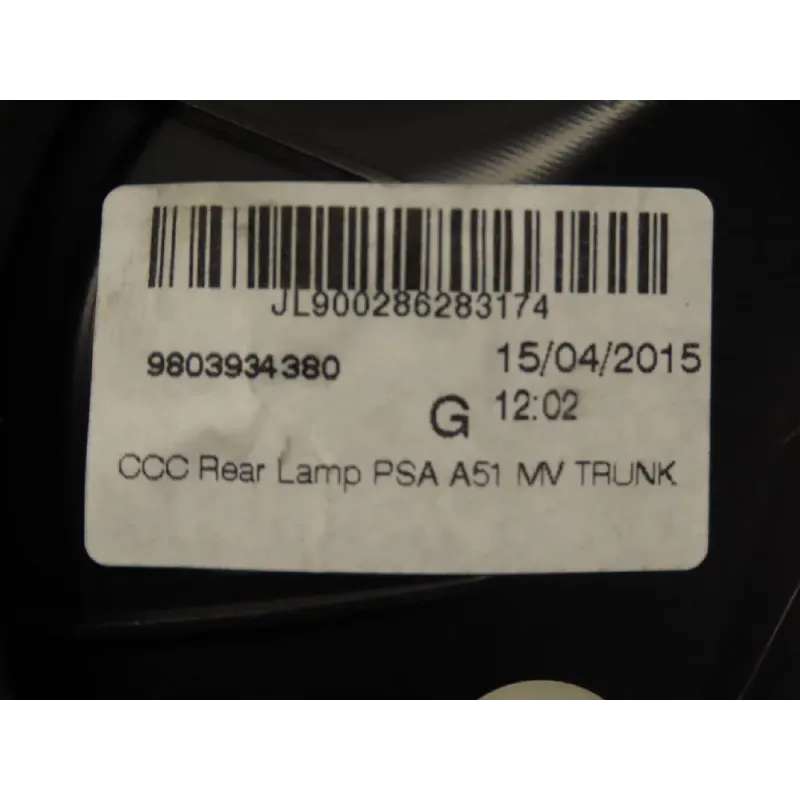 JL900286283174
9803934380 15/04/2015
G 12:02
CCC Rear Lamp PSA A51 MV TRUNK